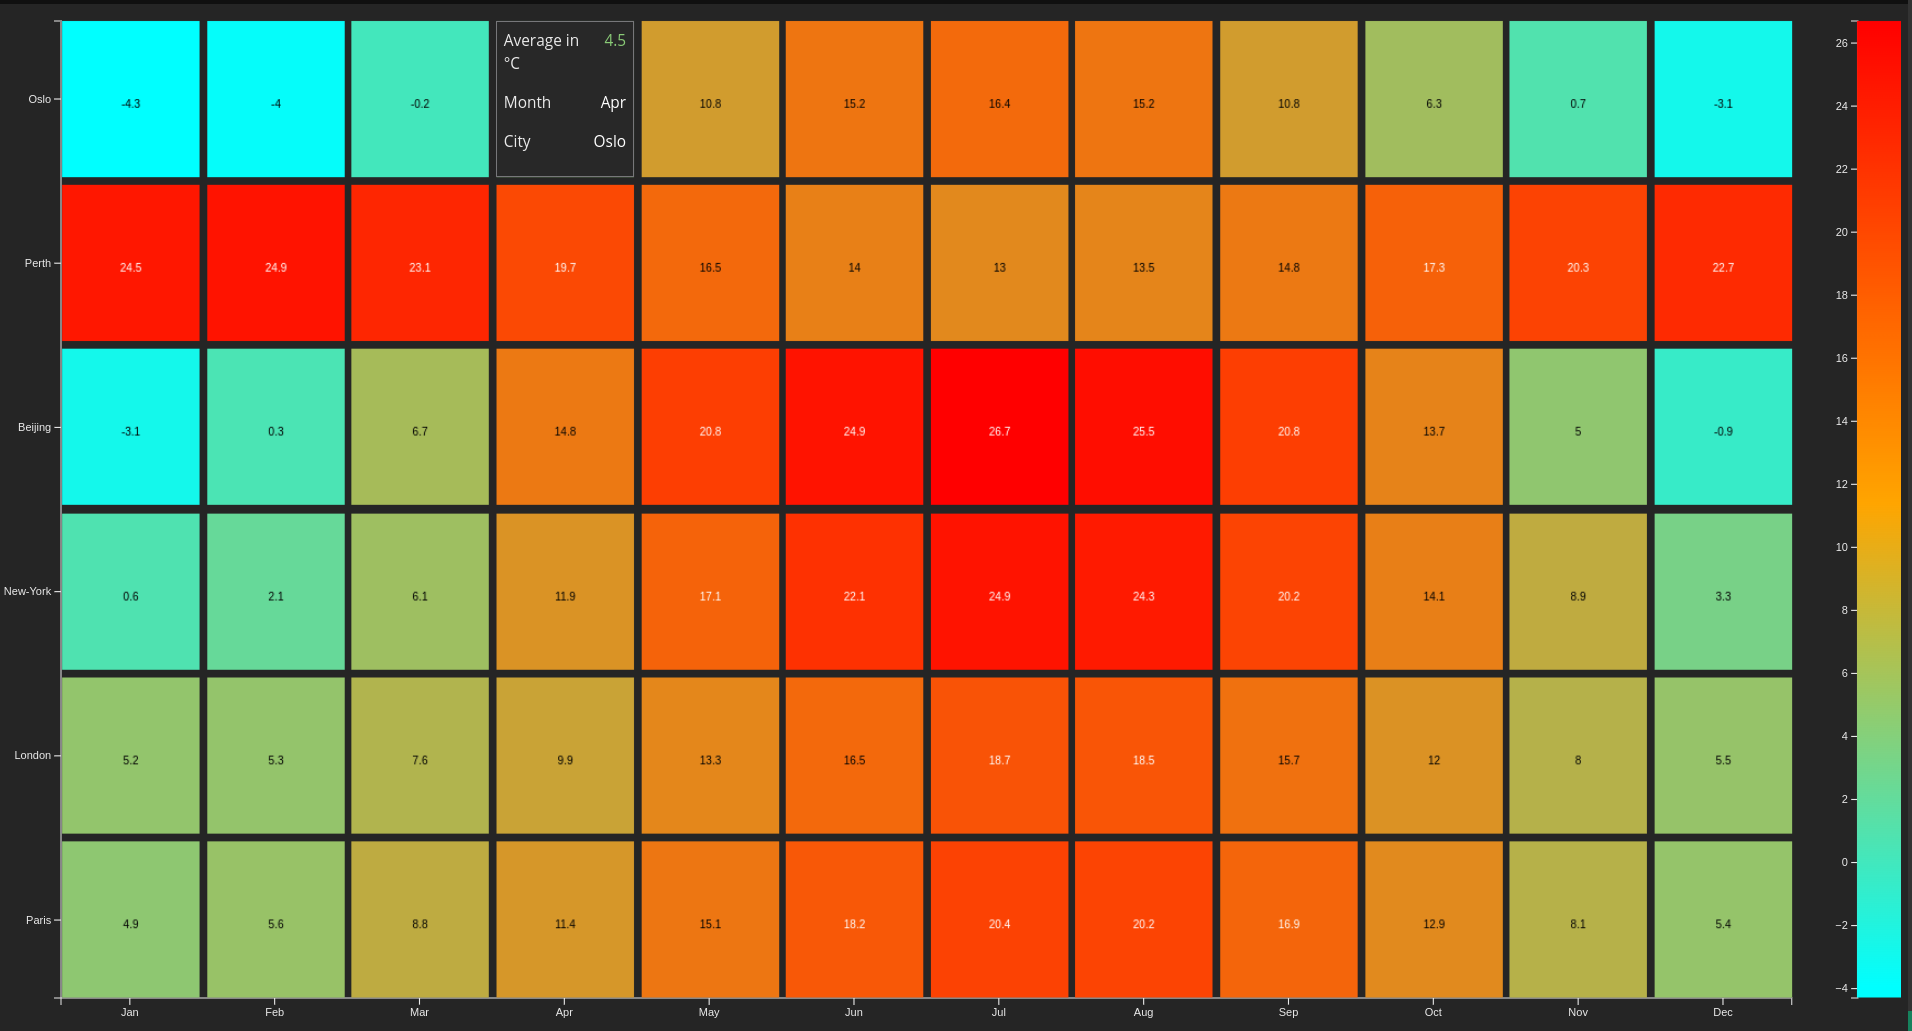 Average in 4.5
°C
Month Apr
City Oslo
Oslo -4.3 -4 -0.2 10.8 15.2 16.4 15.2 10.8 6.3 0.7 -3.1
Perth 24.5 24.9 23.1 19.7 16.5 14 13 13.5 14.8 17.3 20.3 22.7
Beijing -3.1 0.3 6.7 14.8 20.8 24.9 26.7 25.5 20.8 13.7 5 -0.9
New-York 0.6 2.1 6.1 11.9 17.1 22.1 24.9 24.3 20.2 14.1 8.9 3.3
London 5.2 5.3 7.6 9.9 13.3 16.5 18.7 18.5 15.7 12 8 5.5
Paris 4.9 5.6 8.8 11.4 15.1 18.2 20.4 20.2 16.9 12.9 8.1 5.4
Jan Feb Mar Apr May Jun Jul Aug Sep Oct Nov Dec
26
24
22
20
18
16
14
12
10
8
6
4
2
0
−2
−4